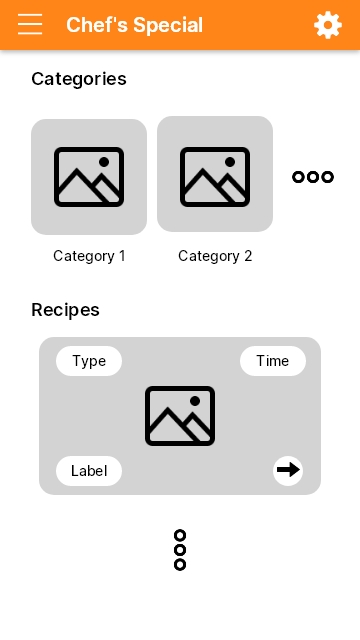 Chef's Special
Categories
Category 1
Category 2
Recipes
Type
Time
Label